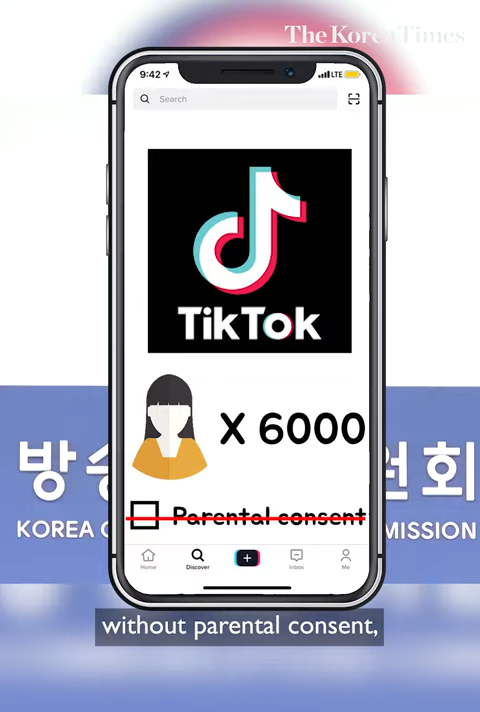 The Korea Times
9:42
LTE
Search
TikTok
X 6000
방송 원회
KOREA C MISSION
Parental consent
Home
Discover
Inbox
Me
without parental consent,